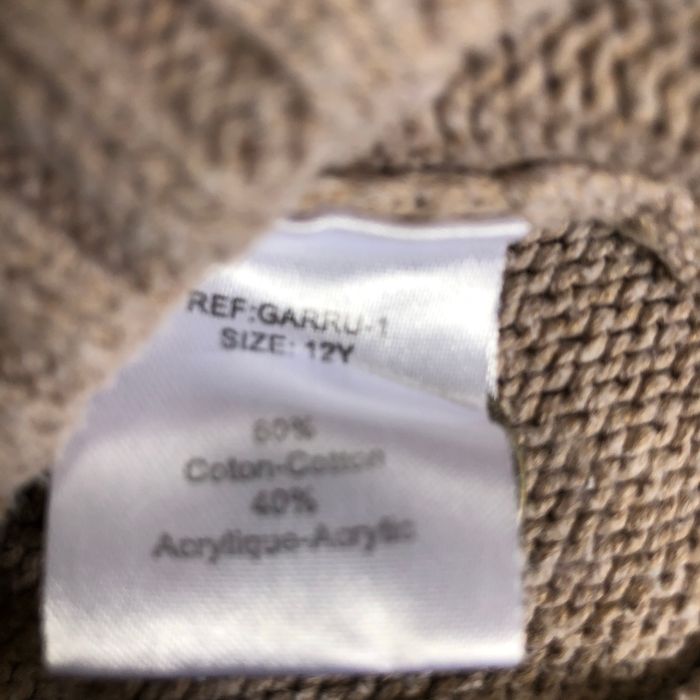 REF:GARRU-1
SIZE: 12Y
60%
Coton-Cotton
40%
Acrylique-Acrylic